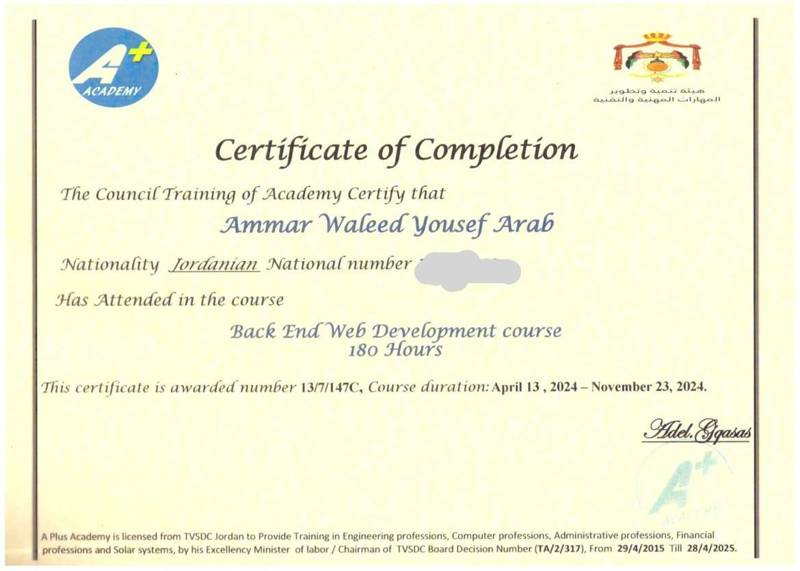 A+
ACADEMY
هيئة تنمية وتطوير
المهارات المهنية والتقنية
Certificate of Completion
The Council Training of Academy Certify that
Ammar Waleed Yousef Arab
Nationality Jordanian National number
Has Attended in the course
Back End Web Development course
180 Hours
This certificate is awarded number 13/7/147C, Course duration: April 13 , 2024 – November 23, 2024.
Adel. Gqasas
A+
ACADEMY
A Plus Academy is licensed from TVSDC Jordan to Provide Training in Engineering professions, Computer professions, Administrative professions, Financial
professions and Solar systems, by his Excellency Minister of labor / Chairman of TVSDC Board Decision Number (TA/2/317), From 29/4/2015 Till 28/4/2025.